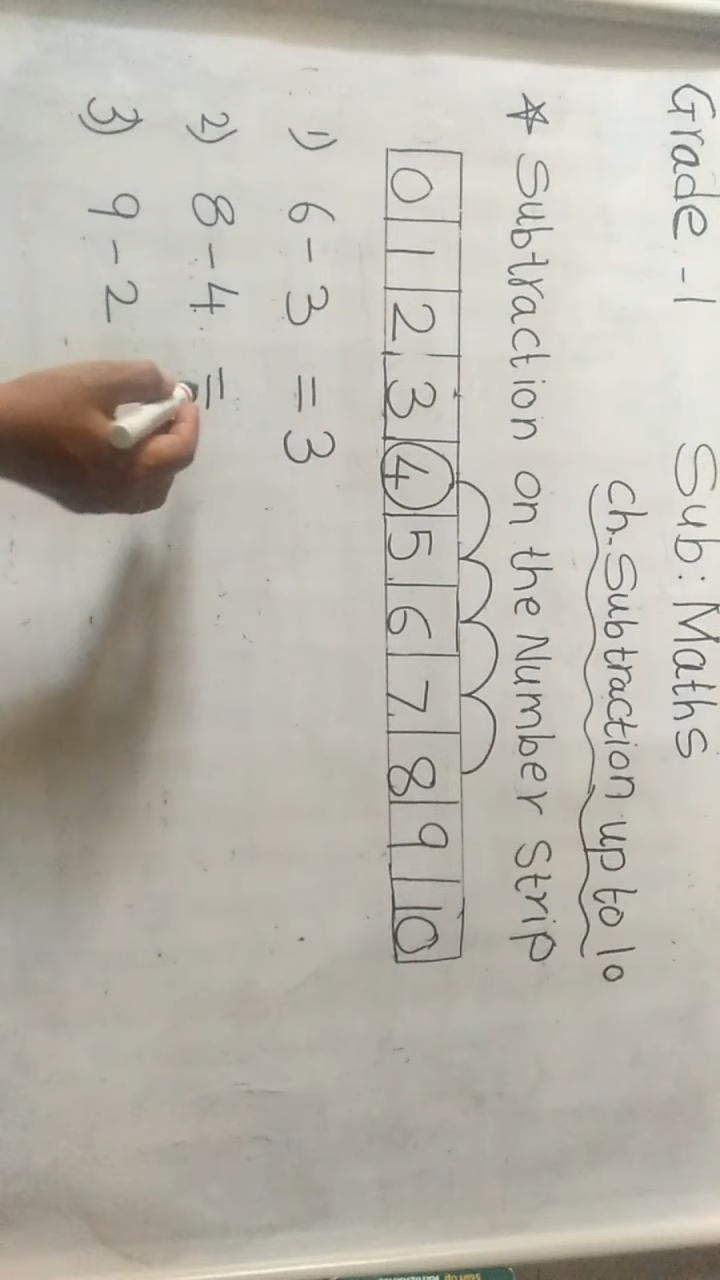 Grade - 1 Sub: Maths
Ch. Subtraction up to 10
* Subtraction on the Number Strip
0 1 2 3 4 5 6 7 8 9 10
1) 6 - 3 = 3
2) 8 - 4 =
3) 9 - 2